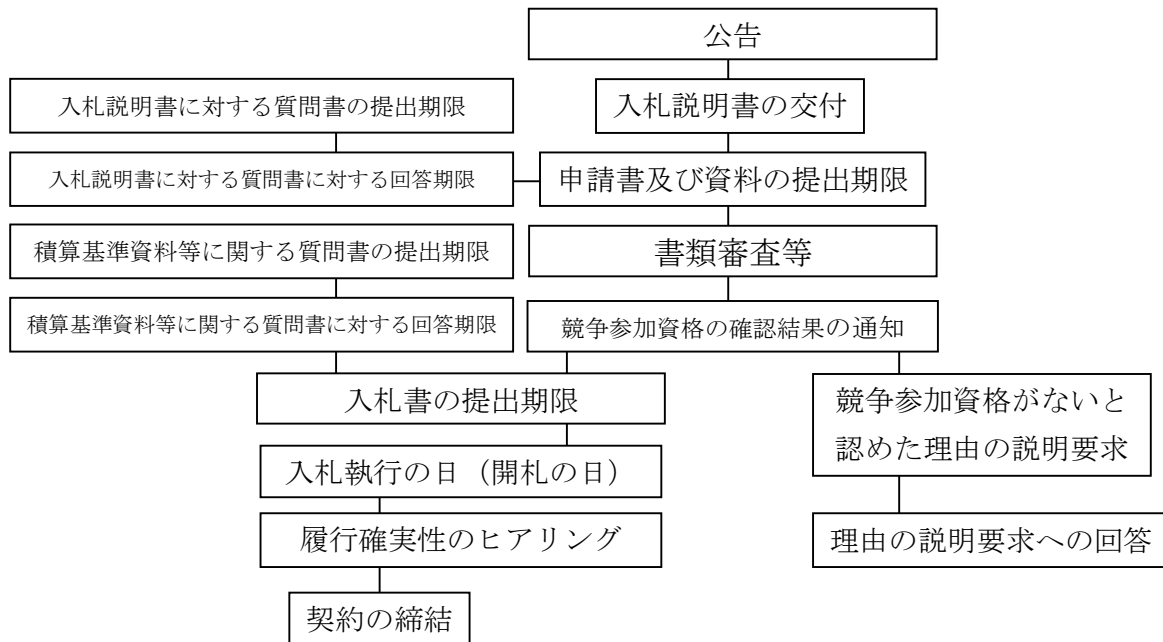 公告
入札説明書に対する質問書の提出期限
入札説明書の交付
入札説明書に対する質問書に対する回答期限
申請書及び資料の提出期限
積算基準資料等に関する質問書の提出期限
書類審査等
積算基準資料等に関する質問書に対する回答期限
競争参加資格の確認結果の通知
入札書の提出期限
競争参加資格がないと
認めた理由の説明要求
入札執行の日（開札の日）
履行確実性のヒアリング
理由の説明要求への回答
契約の締結